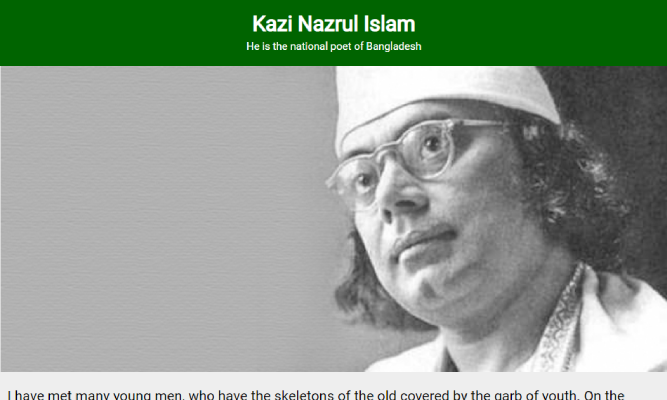 Kazi Nazrul Islam
He is the national poet of Bangladesh
I have met many young men, who have the skeletons of the old covered by the garb of youth. On the